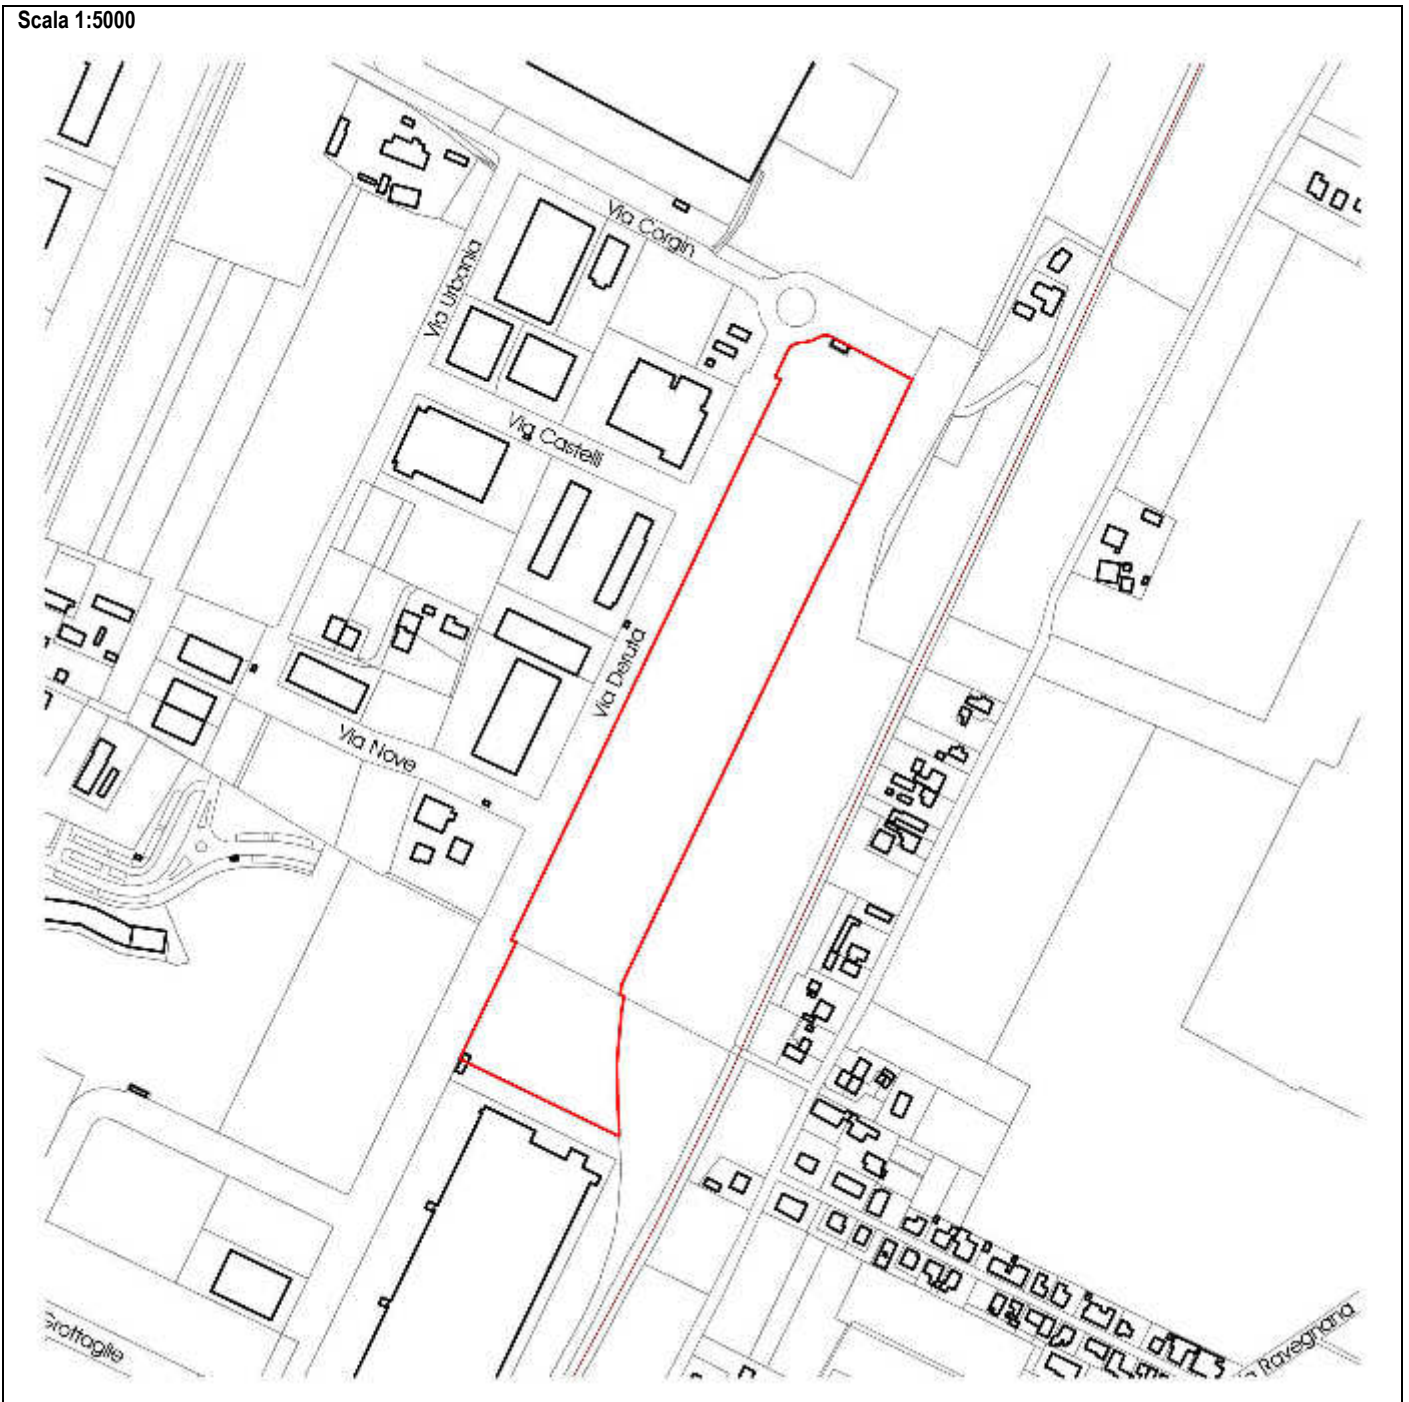 Scala 1:5000
Via Corgin
Via Urbania
Via Castelli
Via Deruta
Via Nove
Grottaglie
Ravegnana